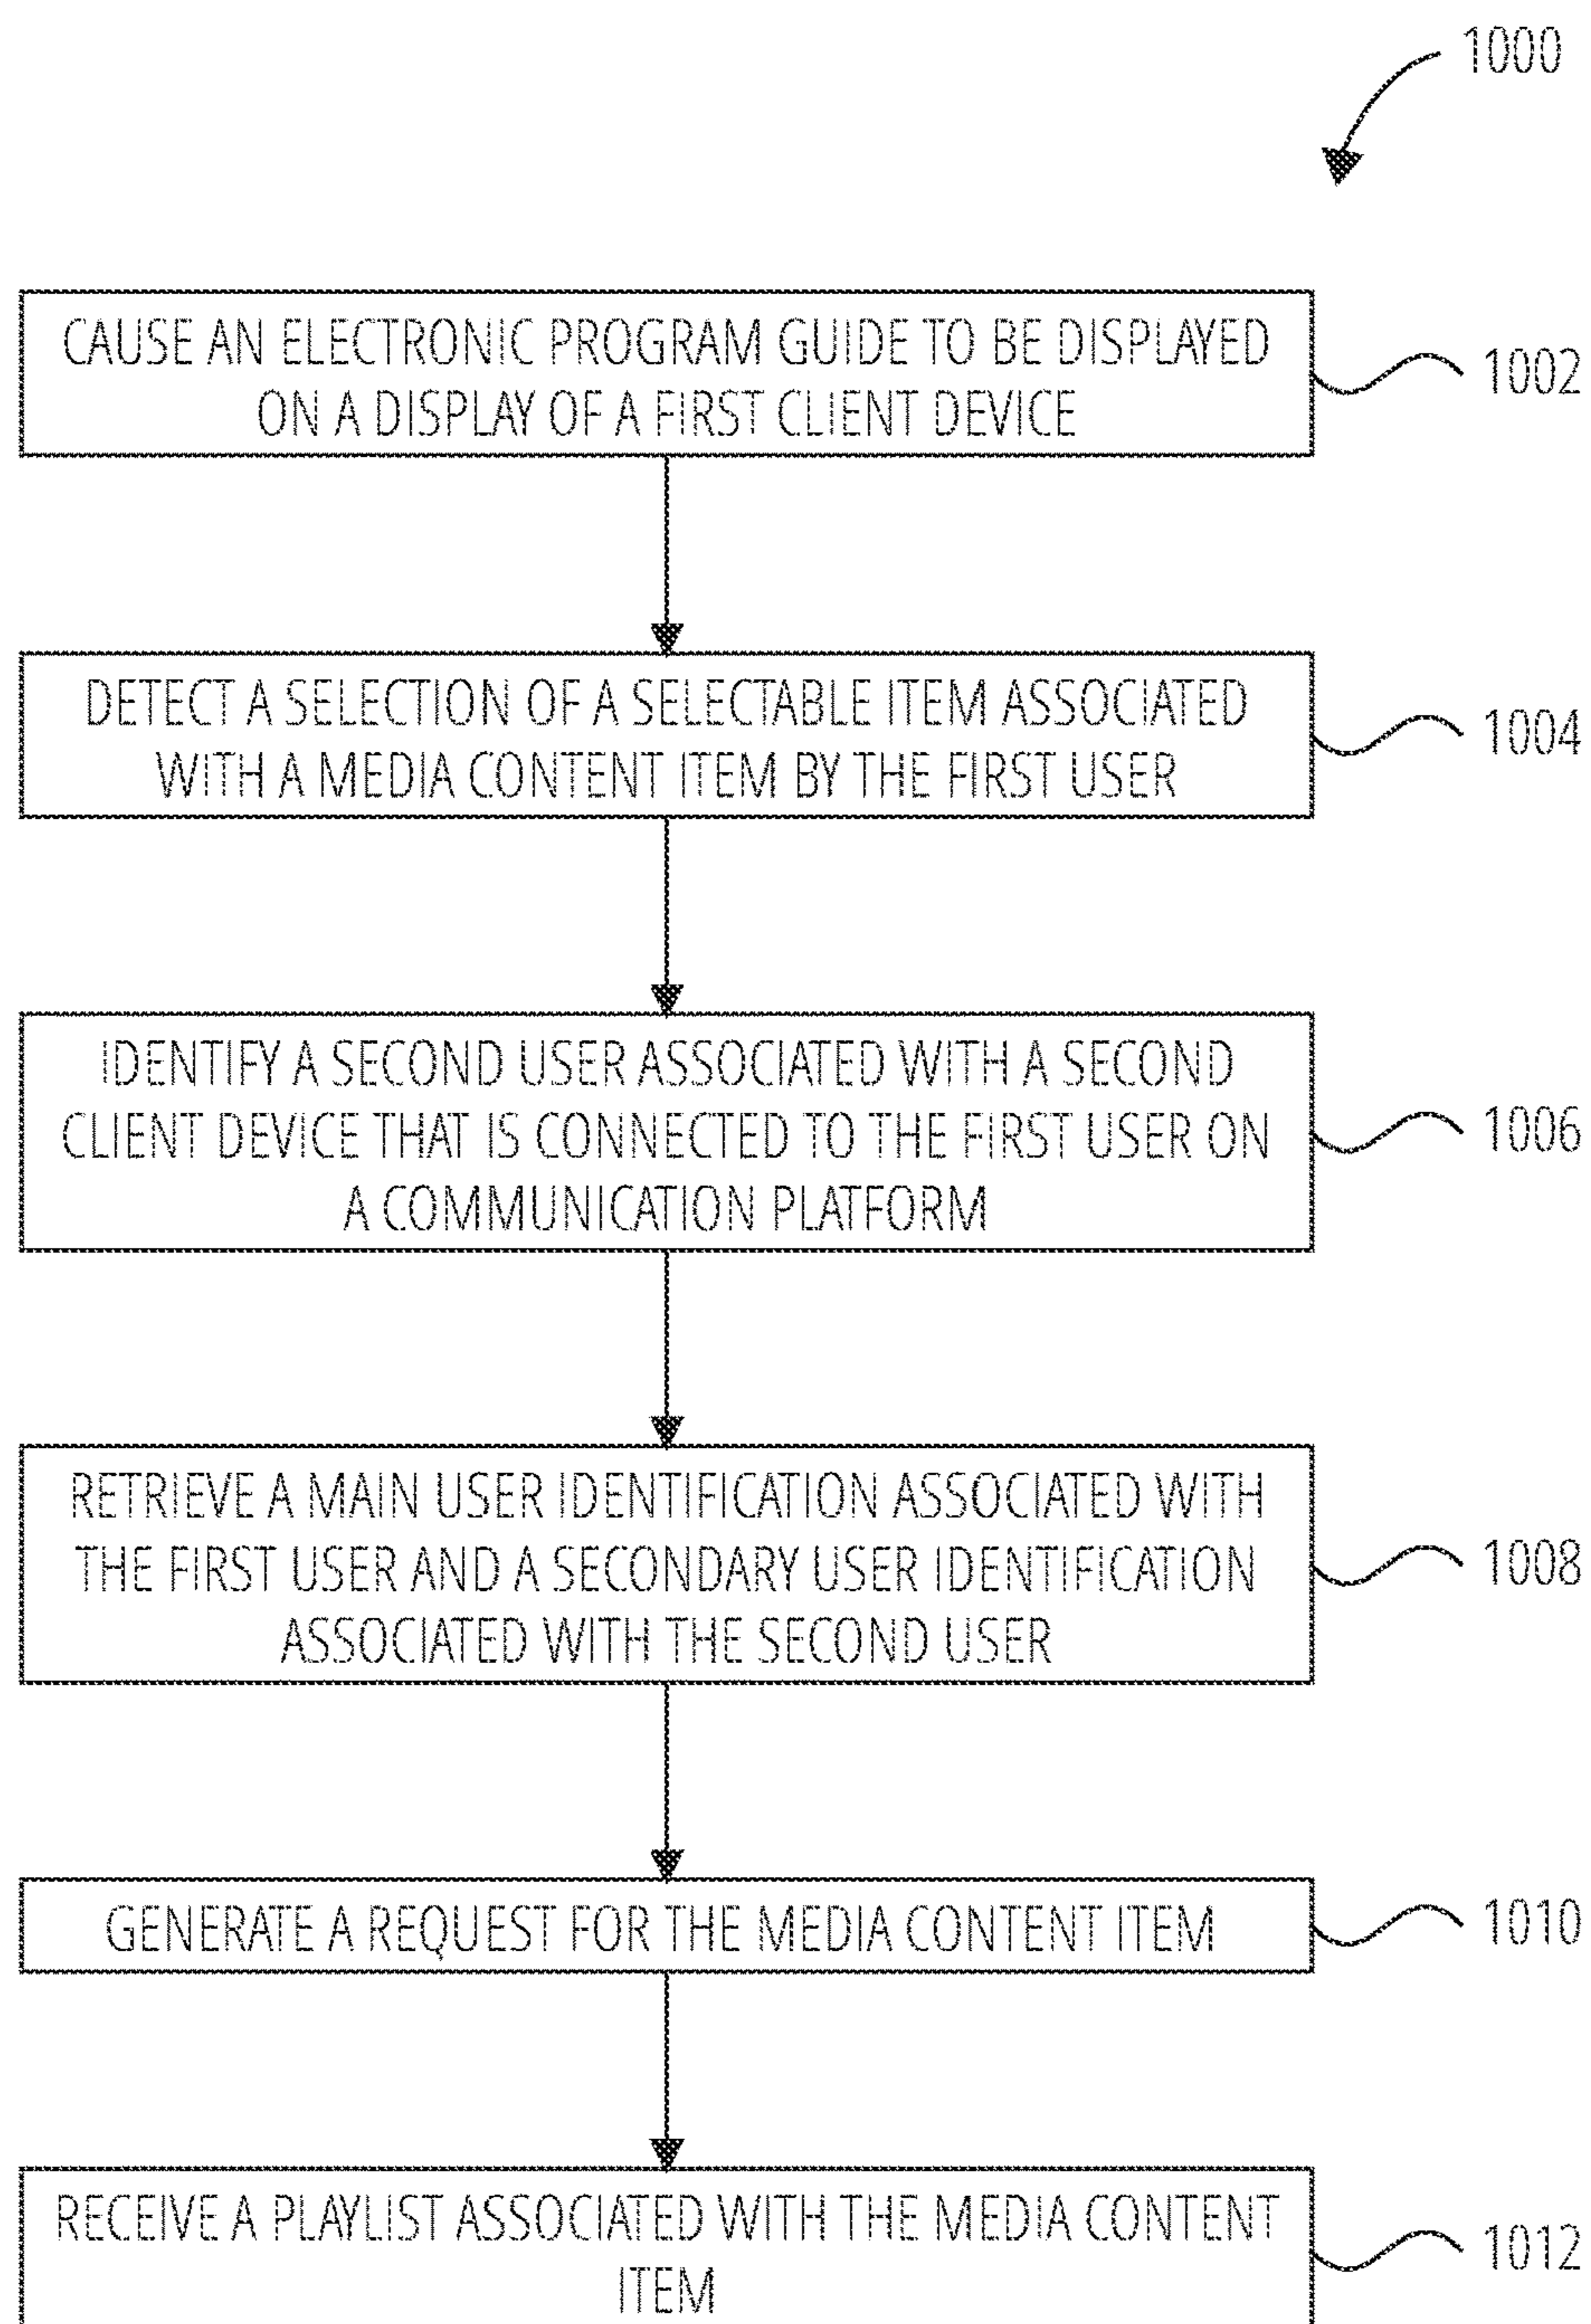 1000
CAUSE AN ELECTRONIC PROGRAM GUIDE TO BE DISPLAYED
ON A DISPLAY OF A FIRST CLIENT DEVICE
1002
DETECT A SELECTION OF A SELECTABLE ITEM ASSOCIATED
WITH A MEDIA CONTENT ITEM BY THE FIRST USER
1004
IDENTIFY A SECOND USER ASSOCIATED WITH A SECOND
CLIENT DEVICE THAT IS CONNECTED TO THE FIRST USER ON
A COMMUNICATION PLATFORM
1006
RETRIEVE A MAIN USER IDENTIFICATION ASSOCIATED WITH
THE FIRST USER AND A SECONDARY USER IDENTIFICATION
ASSOCIATED WITH THE SECOND USER
1008
GENERATE A REQUEST FOR THE MEDIA CONTENT ITEM
1010
RECEIVE A PLAYLIST ASSOCIATED WITH THE MEDIA CONTENT
ITEM
1012